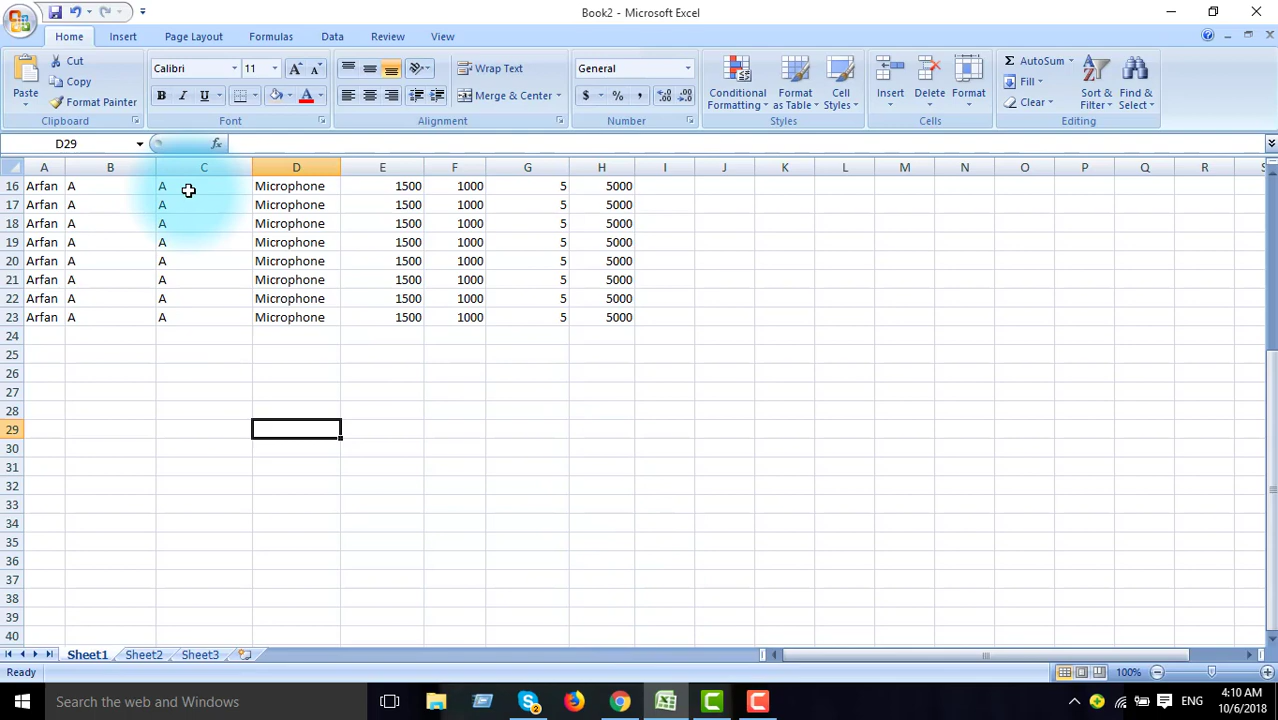 Book2 - Microsoft Excel
Home Insert Page Layout Formulas Data Review View
Paste Cut Copy Format Painter
Calibri 11
B I U A
Wrap Text
Merge & Center
General
$ % ,
Conditional Formatting Format as Table Cell Styles
Insert Delete Format
Σ AutoSum Fill Clear
Sort & Filter Find & Select
Clipboard Font Alignment Number Styles Cells Editing
D29 fx
A B C D E F G H I J K L M N O P Q R S
16 Arfan A A Microphone 1500 1000 5 5000
17 Arfan A A Microphone 1500 1000 5 5000
18 Arfan A A Microphone 1500 1000 5 5000
19 Arfan A A Microphone 1500 1000 5 5000
20 Arfan A A Microphone 1500 1000 5 5000
21 Arfan A A Microphone 1500 1000 5 5000
22 Arfan A A Microphone 1500 1000 5 5000
23 Arfan A A Microphone 1500 1000 5 5000
24
25
26
27
28
29
30
31
32
33
34
35
36
37
38
39
40
Sheet1 Sheet2 Sheet3
Ready 100%
Search the web and Windows
2
ENG
4:10 AM
10/6/2018